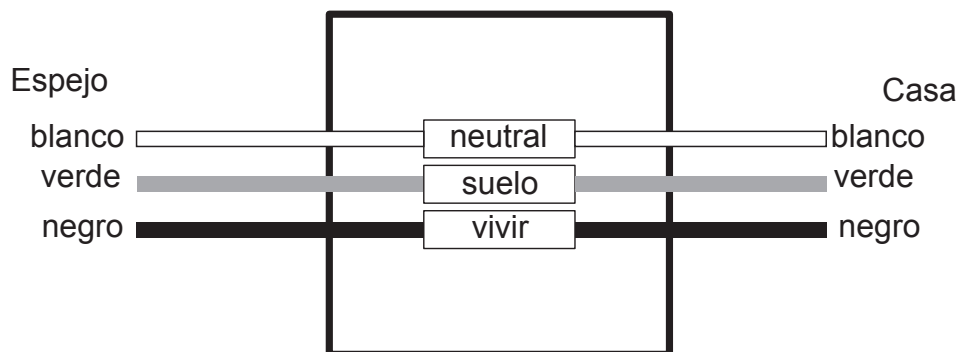 Espejo
Casa
blanco neutral blanco
verde suelo verde
negro vivir negro